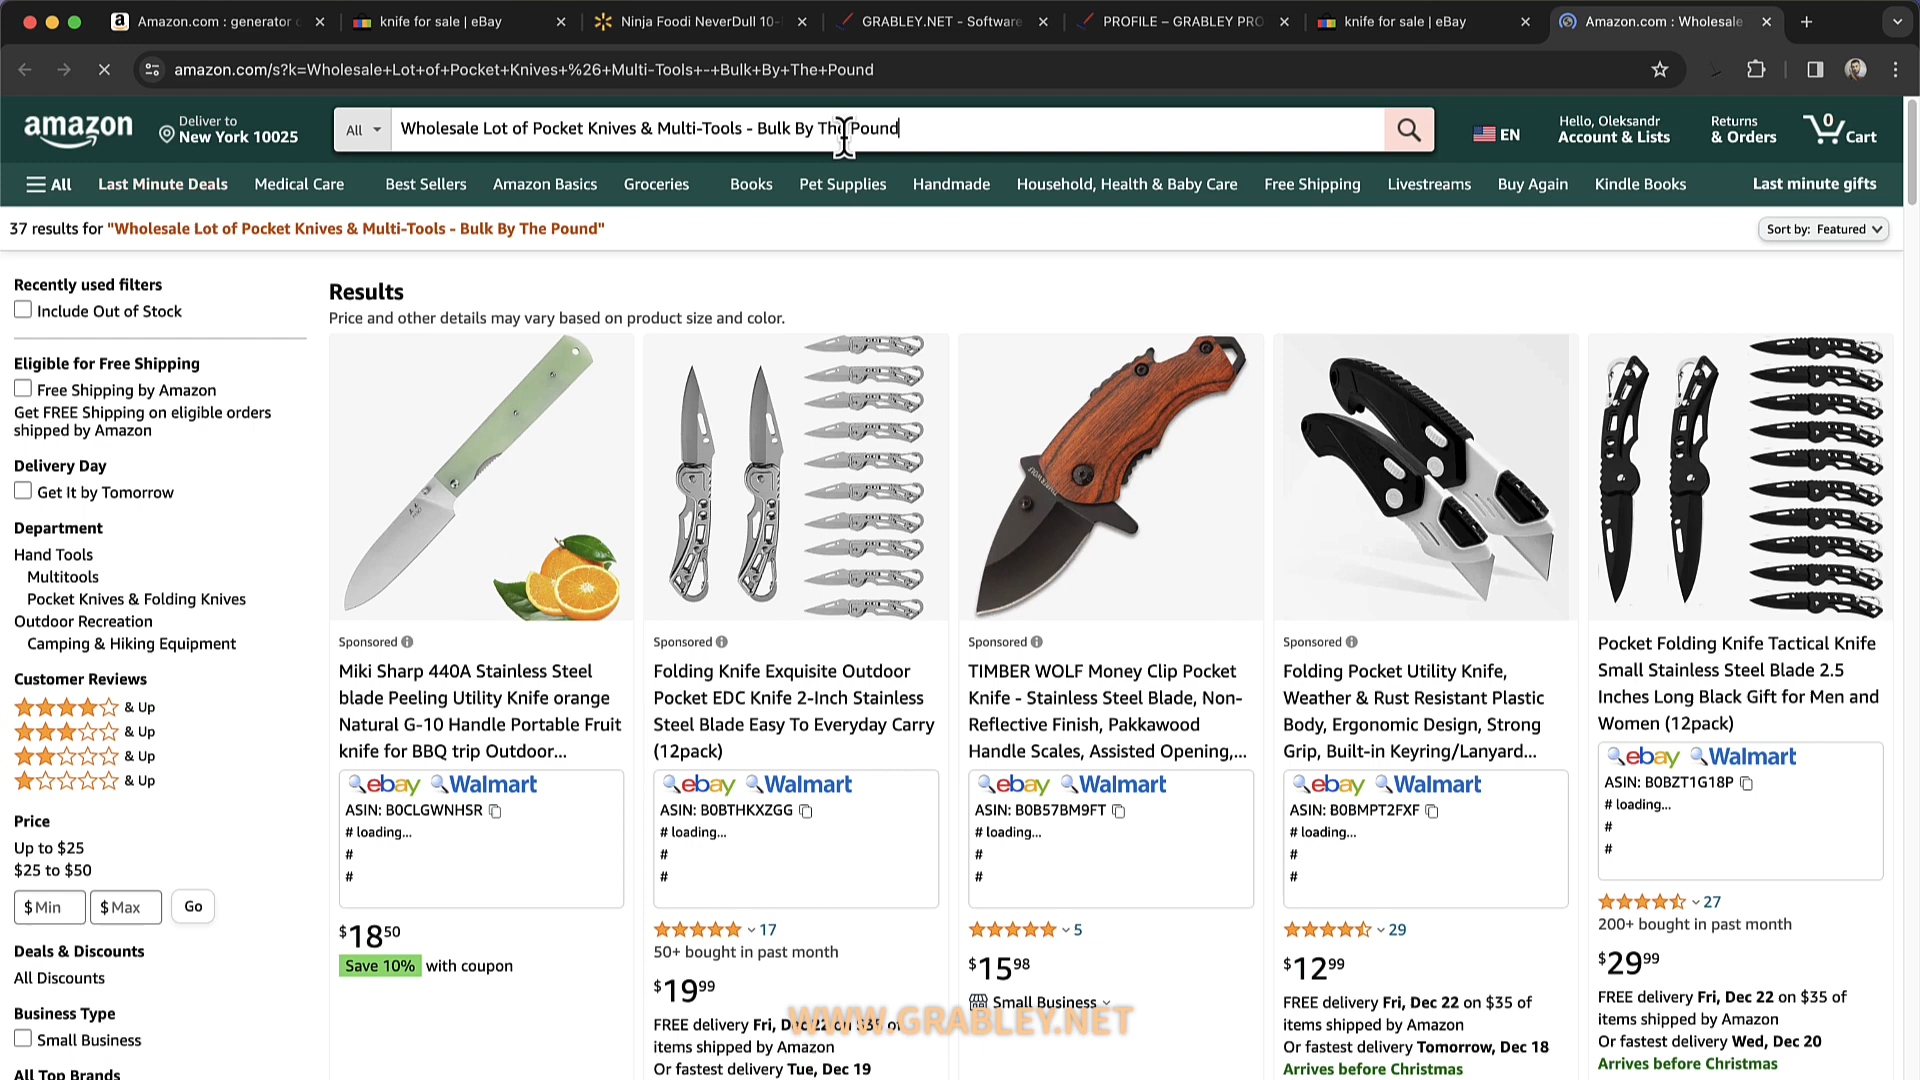 Amazon.com : generator
knife for sale | eBay
Ninja Foodi NeverDull 10-
GRABLEY.NET - Software
PROFILE – GRABLEY PRO
knife for sale | eBay
Amazon.com : Wholesale
amazon.com/s?k=Wholesale+Lot+of+Pocket+Knives+%26+Multi-Tools+-+Bulk+By+The+Pound
amazon
Deliver to
New York 10025
All
Wholesale Lot of Pocket Knives & Multi-Tools - Bulk By The Pound
EN
Hello, Oleksandr
Account & Lists
Returns
& Orders
0
Cart
All
Last Minute Deals
Medical Care
Best Sellers
Amazon Basics
Groceries
Books
Pet Supplies
Handmade
Household, Health & Baby Care
Free Shipping
Livestreams
Buy Again
Kindle Books
Last minute gifts
37 results for "Wholesale Lot of Pocket Knives & Multi-Tools - Bulk By The Pound"
Sort by: Featured
Recently used filters
Include Out of Stock
Eligible for Free Shipping
Free Shipping by Amazon
Get FREE Shipping on eligible orders
shipped by Amazon
Delivery Day
Get It by Tomorrow
Department
Hand Tools
Multitools
Pocket Knives & Folding Knives
Outdoor Recreation
Camping & Hiking Equipment
Customer Reviews
& Up
& Up
& Up
& Up
Price
Up to $25
$25 to $50
$ Min
$ Max
Go
Deals & Discounts
All Discounts
Business Type
Small Business
All Top Brands
Results
Price and other details may vary based on product size and color.
Sponsored
Miki Sharp 440A Stainless Steel
blade Peeling Utility Knife orange
Natural G-10 Handle Portable Fruit
knife for BBQ trip Outdoor...
ebay Walmart
ASIN: B0CLGWNHSR
# loading...
#
#
$18 50
Save 10% with coupon
Sponsored
Folding Knife Exquisite Outdoor
Pocket EDC Knife 2-Inch Stainless
Steel Blade Easy To Everyday Carry
(12pack)
ebay Walmart
ASIN: B0BTHKXZGG
# loading...
#
#
17
50+ bought in past month
$19 99
FREE delivery Fri, Dec 22 on $35 of
items shipped by Amazon
Or fastest delivery Tue, Dec 19
Sponsored
TIMBER WOLF Money Clip Pocket
Knife - Stainless Steel Blade, Non-
Reflective Finish, Pakkawood
Handle Scales, Assisted Opening,...
ebay Walmart
ASIN: B0B57BM9FT
# loading...
#
#
5
$15 98
Small Business
Sponsored
Folding Pocket Utility Knife,
Weather & Rust Resistant Plastic
Body, Ergonomic Design, Strong
Grip, Built-in Keyring/Lanyard...
ebay Walmart
ASIN: B0BMPT2FXF
# loading...
#
#
29
$12 99
FREE delivery Fri, Dec 22 on $35 of
items shipped by Amazon
Or fastest delivery Tomorrow, Dec 18
Arrives before Christmas
Pocket Folding Knife Tactical Knife
Small Stainless Steel Blade 2.5
Inches Long Black Gift for Men and
Women (12pack)
ebay Walmart
ASIN: B0BZT1G18P
# loading...
#
#
27
200+ bought in past month
$29 99
FREE delivery Fri, Dec 22 on $35 of
items shipped by Amazon
Or fastest delivery Wed, Dec 20
Arrives before Christmas
WWW.GRABLEY.NET